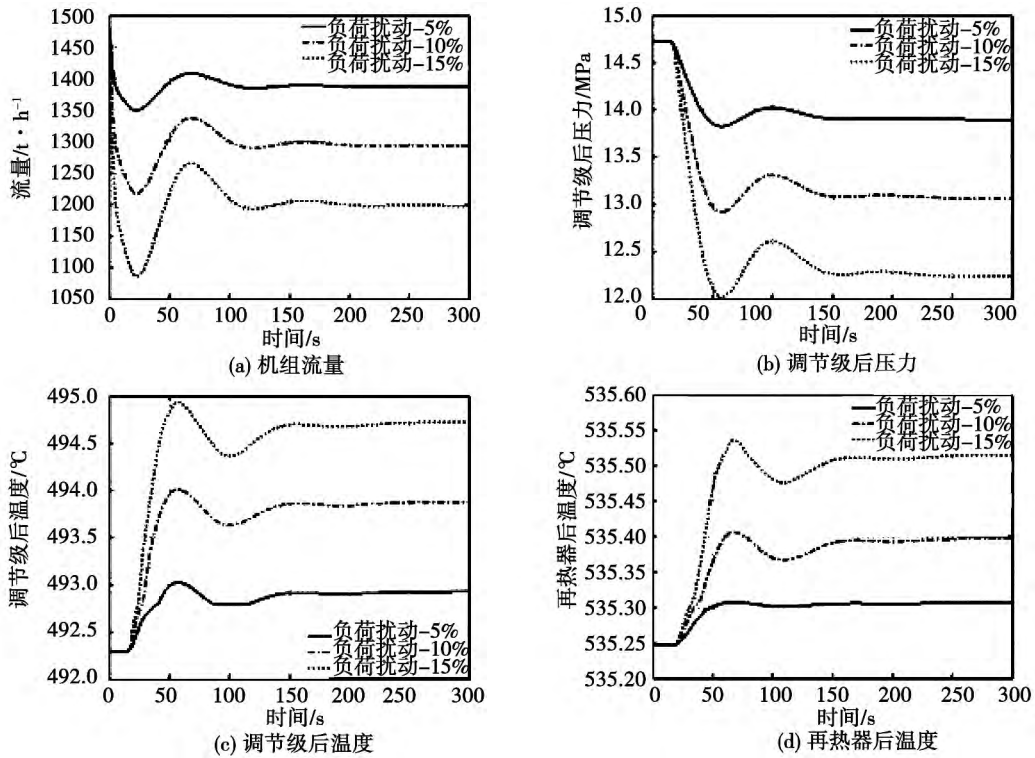 1500
1450
1400
1300
1200
1100
1050
0
50
100
150
200
250
300
流量/t·h⁻¹
时间/s
负荷扰动-5%
负荷扰动-10%
负荷扰动-15%
(a) 机组流量
15.0
14.5
14.0
13.5
13.0
12.5
12.0
0
50
100
150
200
250
300
调节级后压力/MPa
时间/s
负荷扰动-5%
负荷扰动-10%
负荷扰动-15%
(b) 调节级后压力
495.0
494.5
494.0
493.5
493.0
492.5
492.0
0
50
100
150
200
250
300
调节级后温度/℃
时间/s
负荷扰动-5%
负荷扰动-10%
负荷扰动-15%
(c) 调节级后温度
535.60
535.55
535.50
535.40
535.35
535.30
535.25
535.20
0
50
100
150
200
250
300
再热器后温度/℃
时间/s
负荷扰动-5%
负荷扰动-10%
负荷扰动-15%
(d) 再热器后温度